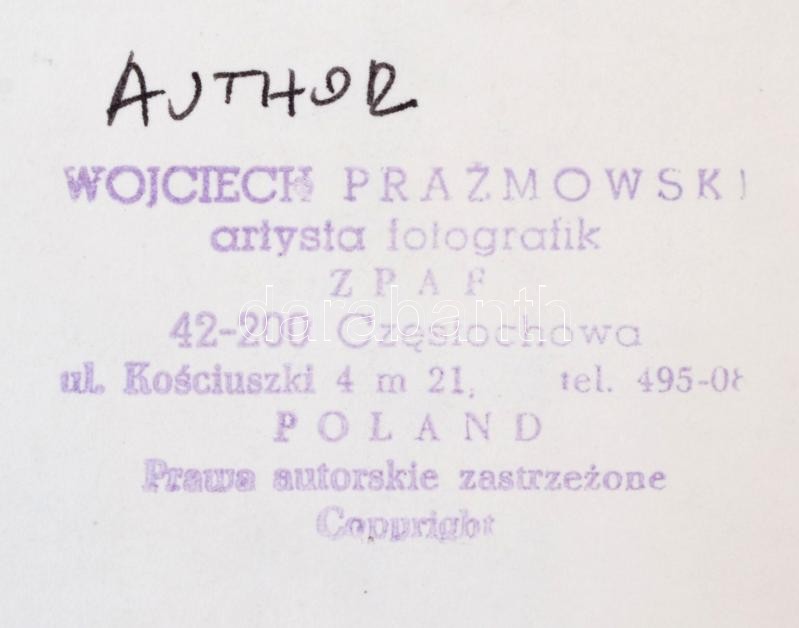 AUTHOR
WOJCIECH PRAŻMOWSKI
artysta fotografik
ZPAF
darabanth
42-200 Częstochowa
ul. Kościuszki 4 m 21, tel. 495-08
POLAND
Prawa autorskie zastrzeżone
Copyright